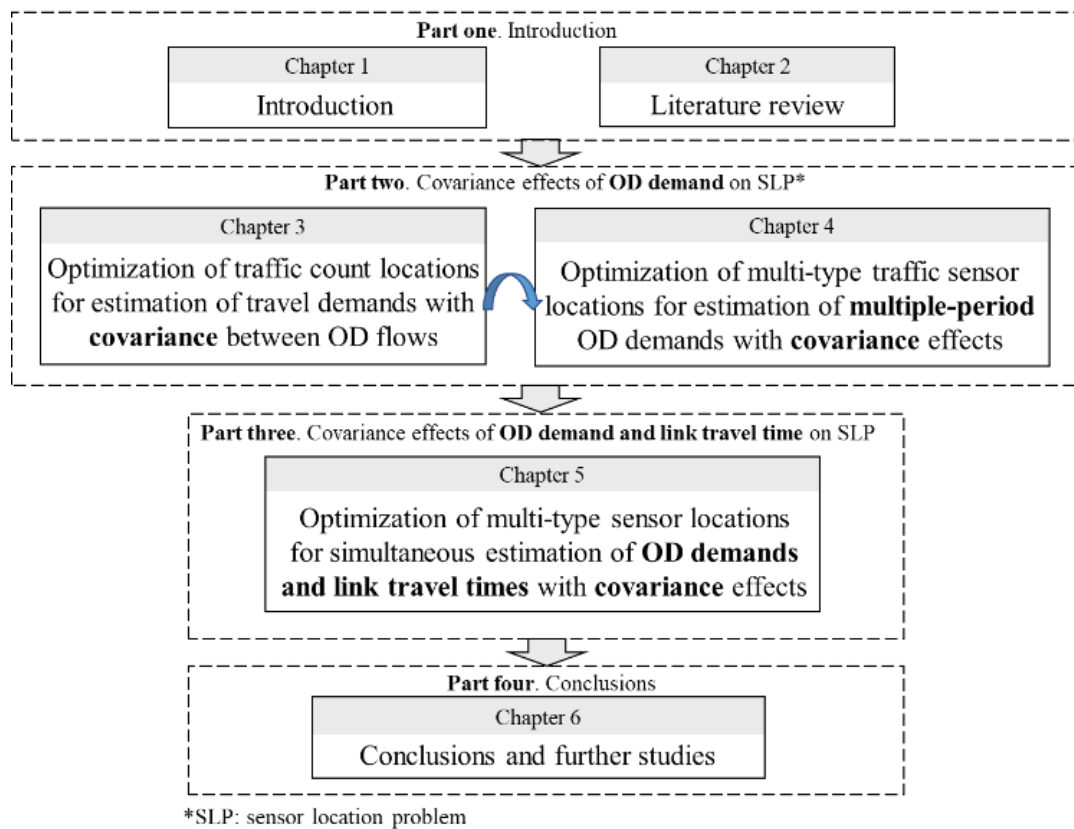 Part one. Introduction
Chapter 1
Introduction
Chapter 2
Literature review
Part two. Covariance effects of OD demand on SLP*
Chapter 3
Optimization of traffic count locations
for estimation of travel demands with
covariance between OD flows
Chapter 4
Optimization of multi-type traffic sensor
locations for estimation of multiple-period
OD demands with covariance effects
Part three. Covariance effects of OD demand and link travel time on SLP
Chapter 5
Optimization of multi-type sensor locations
for simultaneous estimation of OD demands
and link travel times with covariance effects
Part four. Conclusions
Chapter 6
Conclusions and further studies
*SLP: sensor location problem